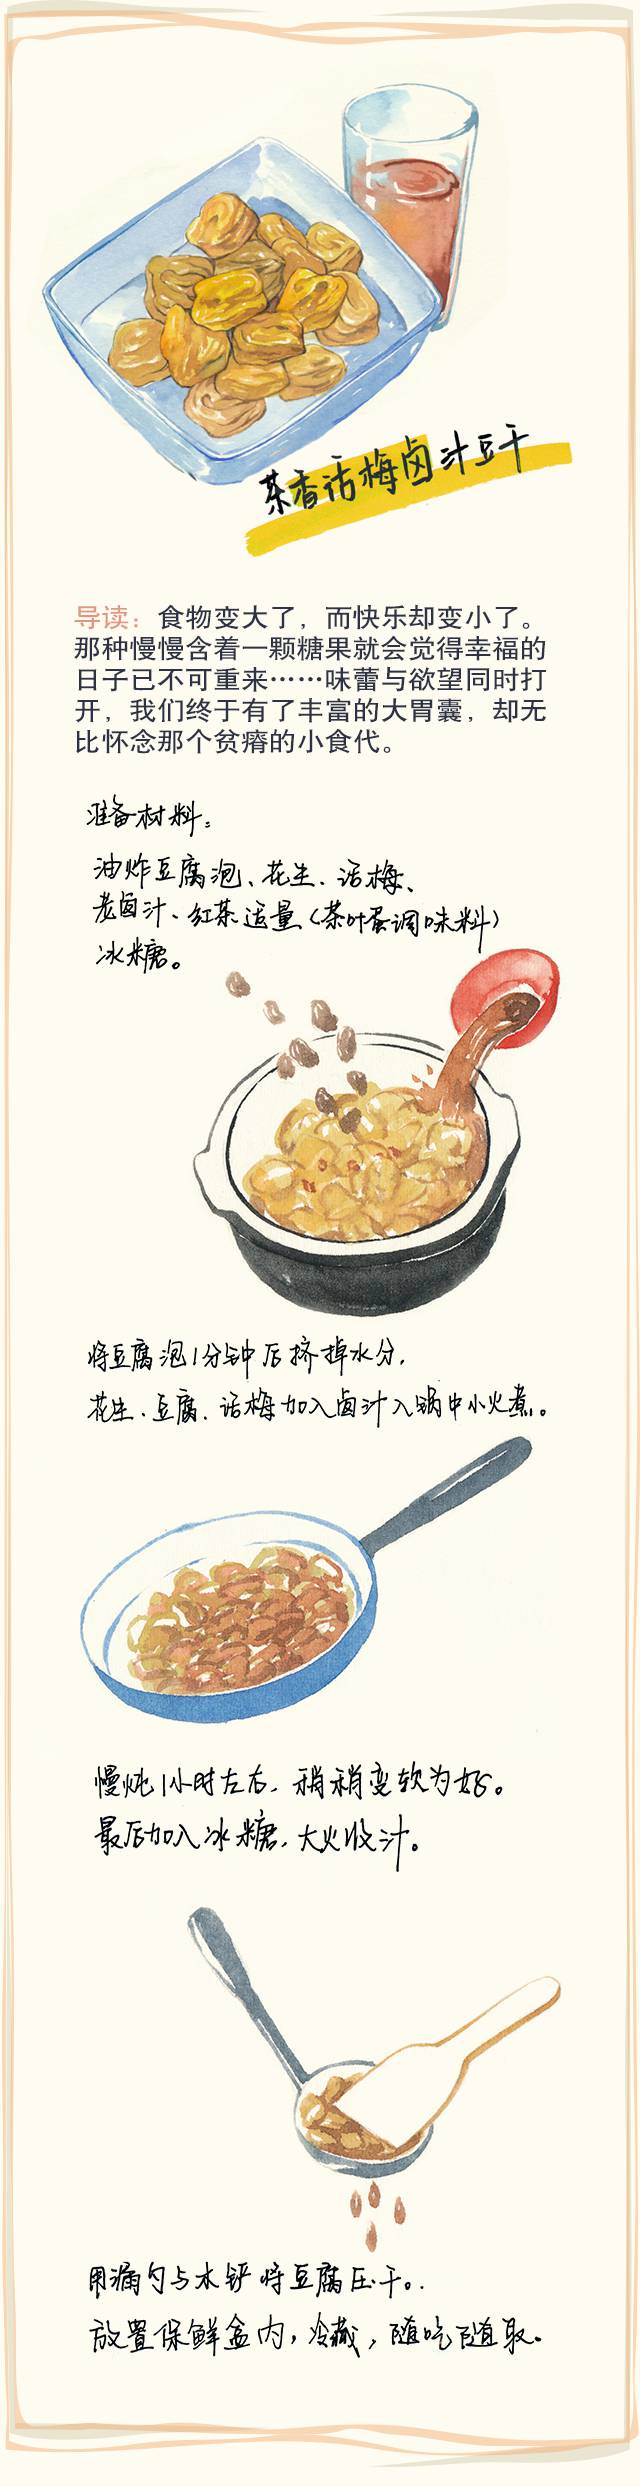 茶香话梅卤汁豆干
导读：食物变大了，而快乐却变小了。
那种慢慢含着一颗糖果就会觉得幸福的
日子已不可重来……味蕾与欲望同时打
开，我们终于有了丰富的大胃囊，却无
比怀念那个贫瘠的小食代。
准备材料：
油炸豆腐泡、花生、话梅、
老卤汁、红茶适量（茶叶蛋调味料）
冰糖。
将豆腐泡1分钟后挤掉水分，
花生、豆腐、话梅加入卤汁入锅中小火煮。
慢炖1小时左右，稍稍变软为好。
最后加入冰糖，大火收汁。
用漏勺与木铲将豆腐压干。
放置保鲜盒内，冷藏，随吃随取。